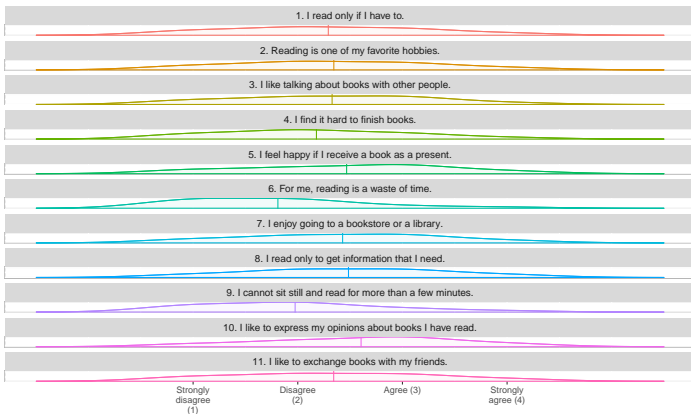 1. I read only if I have to.
2. Reading is one of my favorite hobbies.
3. I like talking about books with other people.
4. I find it hard to finish books.
5. I feel happy if I receive a book as a present.
6. For me, reading is a waste of time.
7. I enjoy going to a bookstore or a library.
8. I read only to get information that I need.
9. I cannot sit still and read for more than a few minutes.
10. I like to express my opinions about books I have read.
11. I like to exchange books with my friends.
Strongly
disagree
(1)
Disagree
(2)
Agree (3)
Strongly
agree (4)